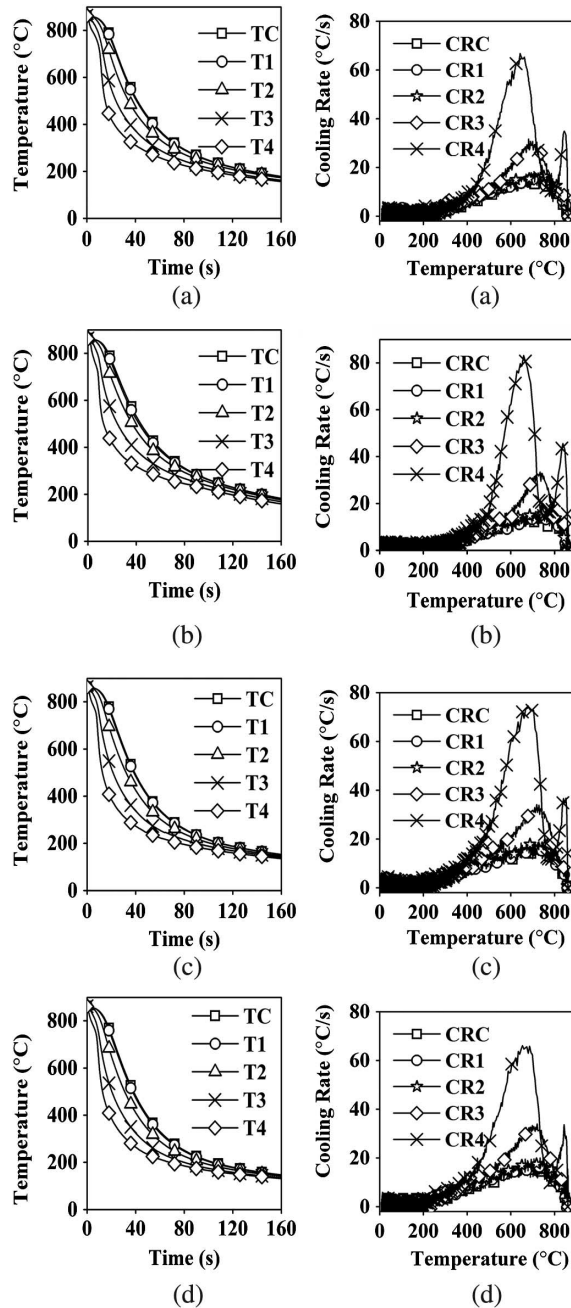 Temperature (°C)
800
600
400
200
0
0 40 80 120 160
Time (s)
TC
T1
T2
T3
T4
(a)
Cooling Rate (°C/s)
80
60
40
20
0
0 200 400 600 800
Temperature (°C)
CRC
CR1
CR2
CR3
CR4
(a)
Temperature (°C)
800
600
400
200
0
0 40 80 120 160
Time (s)
TC
T1
T2
T3
T4
(b)
Cooling Rate (°C/s)
80
60
40
20
0
0 200 400 600 800
Temperature (°C)
CRC
CR1
CR2
CR3
CR4
(b)
Temperature (°C)
800
600
400
200
0
0 40 80 120 160
Time (s)
TC
T1
T2
T3
T4
(c)
Cooling Rate (°C/s)
80
60
40
20
0
0 200 400 600 800
Temperature (°C)
CRC
CR1
CR2
CR3
CR4
(c)
Temperature (°C)
800
600
400
200
0
0 40 80 120 160
Time (s)
TC
T1
T2
T3
T4
(d)
Cooling Rate (°C/s)
80
60
40
20
0
0 200 400 600 800
Temperature (°C)
CRC
CR1
CR2
CR3
CR4
(d)